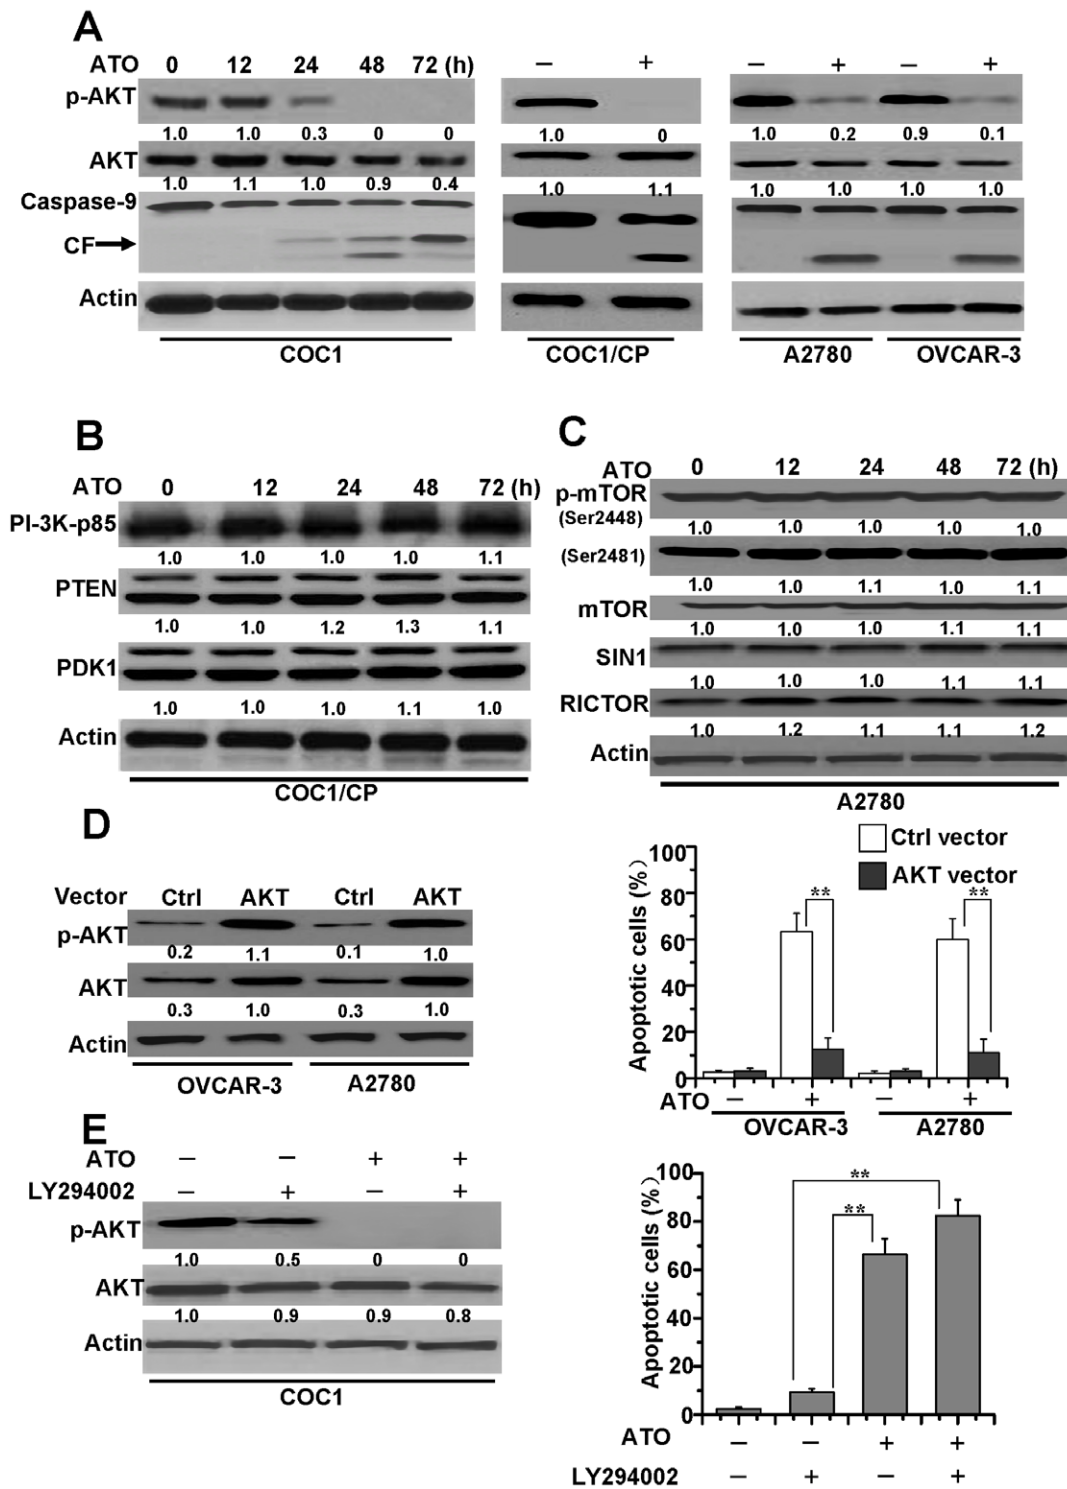 A
ATO 0 12 24 48 72 (h) – + – + – +
p-AKT
1.0 1.0 0.3 0 0 1.0 0 1.0 0.2 0.9 0.1
AKT
1.0 1.1 1.0 0.9 0.4 1.0 1.1 1.0 1.0 1.0 1.0
Caspase-9
CF
Actin
COC1 COC1/CP A2780 OVCAR-3
B
ATO 0 12 24 48 72 (h)
PI-3K-p85
1.0 1.0 1.0 1.0 1.1
PTEN
1.0 1.0 1.2 1.3 1.1
PDK1
1.0 1.0 1.0 1.1 1.0
Actin
COC1/CP
C
ATO 0 12 24 48 72 (h)
p-mTOR
(Ser2448)
1.0 1.0 1.0 1.0 1.0
(Ser2481)
1.0 1.0 1.1 1.0 1.1
mTOR
1.0 1.0 1.0 1.1 1.1
SIN1
1.0 1.0 1.0 1.1 1.1
RICTOR
1.0 1.2 1.1 1.1 1.2
Actin
A2780
D
Vector Ctrl AKT Ctrl AKT
p-AKT
0.2 1.1 0.1 1.0
AKT
0.3 1.0 0.3 1.0
Actin
OVCAR-3 A2780
Ctrl vector
AKT vector
Apoptotic cells (%)
100
80
60
40
20
0
** **
ATO – + – +
OVCAR-3 A2780
E
ATO – – + +
LY294002 – + – +
p-AKT
1.0 0.5 0 0
AKT
1.0 0.9 0.9 0.8
Actin
COC1
Apoptotic cells (%)
100
80
60
40
20
0
**
**
ATO – – + +
LY294002 – + – +